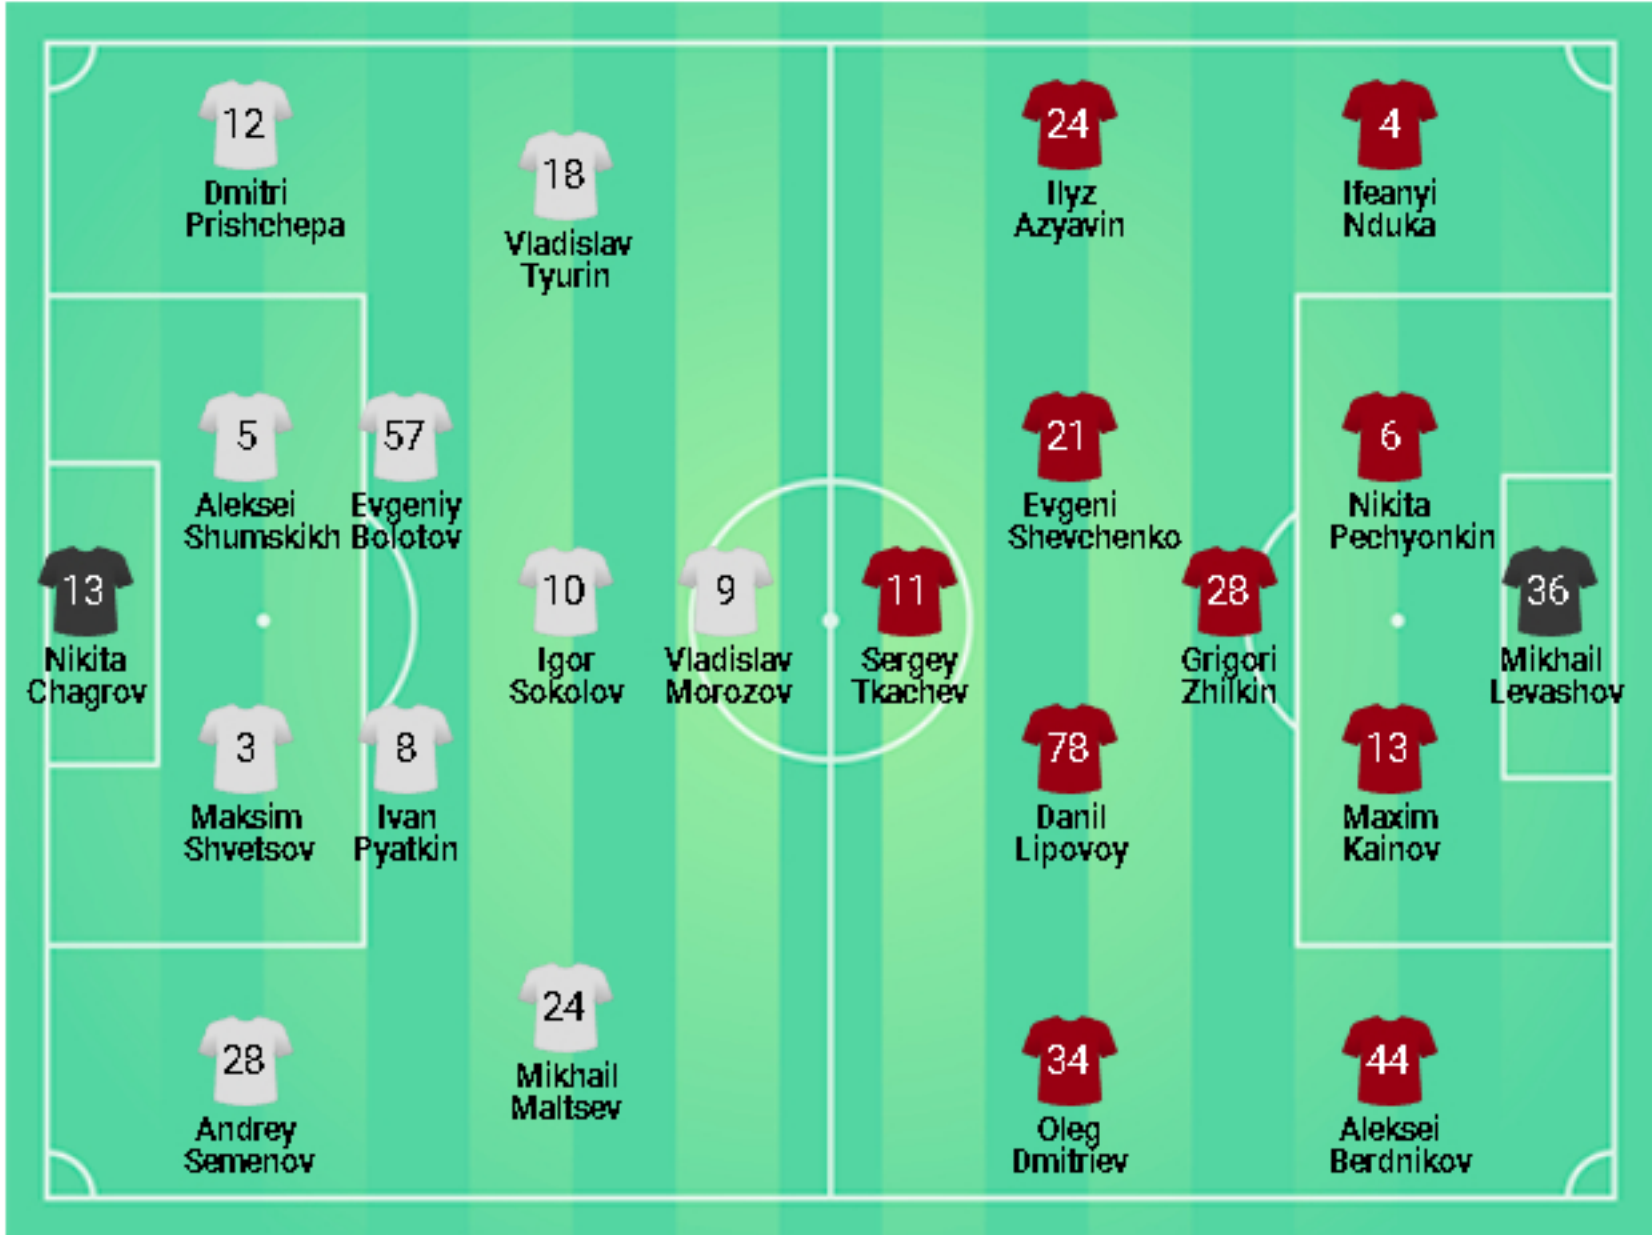 12
Dmitri
Prishchepa
18
Vladislav
Tyurin
24
Ilyz
Azyavin
4
Ifeanyi
Nduka
5
Aleksei
Shumskikh
57
Evgeniy
Bolotov
21
Evgeni
Shevchenko
6
Nikita
Pechyonkin
13
Nikita
Chagrov
10
Igor
Sokolov
9
Vladislav
Morozov
11
Sergey
Tkachev
28
Grigori
Zhilkin
36
Mikhail
Levashov
3
Maksim
Shvetsov
8
Ivan
Pyatkin
78
Danil
Lipovoy
13
Maxim
Kainov
24
Mikhail
Maltsev
28
Andrey
Semenov
34
Oleg
Dmitriev
44
Aleksei
Berdnikov